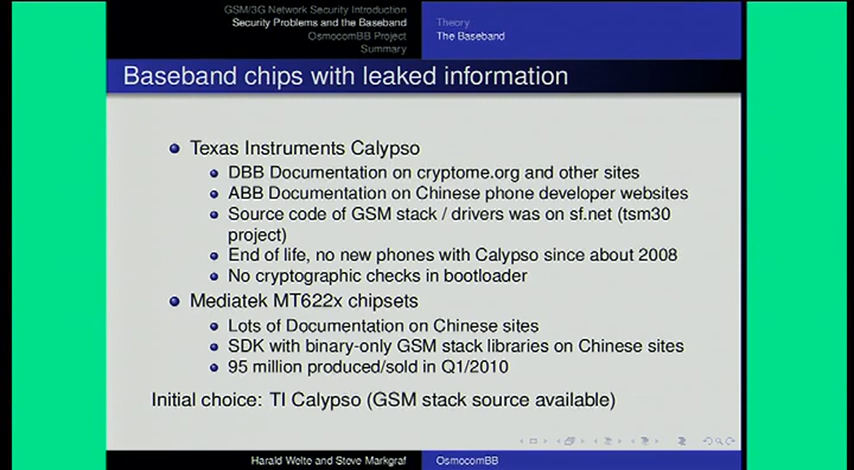 GSM/3G Network Security Introduction
Security Problems and the Baseband
OsmocomBB Project
Summary
Theory
The Baseband
Baseband chips with leaked information
Texas Instruments Calypso
DBB Documentation on cryptome.org and other sites
ABB Documentation on Chinese phone developer websites
Source code of GSM stack / drivers was on sf.net (tsm30
project)
End of life, no new phones with Calypso since about 2008
No cryptographic checks in bootloader
Mediatek MT622x chipsets
Lots of Documentation on Chinese sites
SDK with binary-only GSM stack libraries on Chinese sites
95 million produced/sold in Q1/2010
Initial choice: TI Calypso (GSM stack source available)
Harald Welte and Steve Markgraf
OsmocomBB